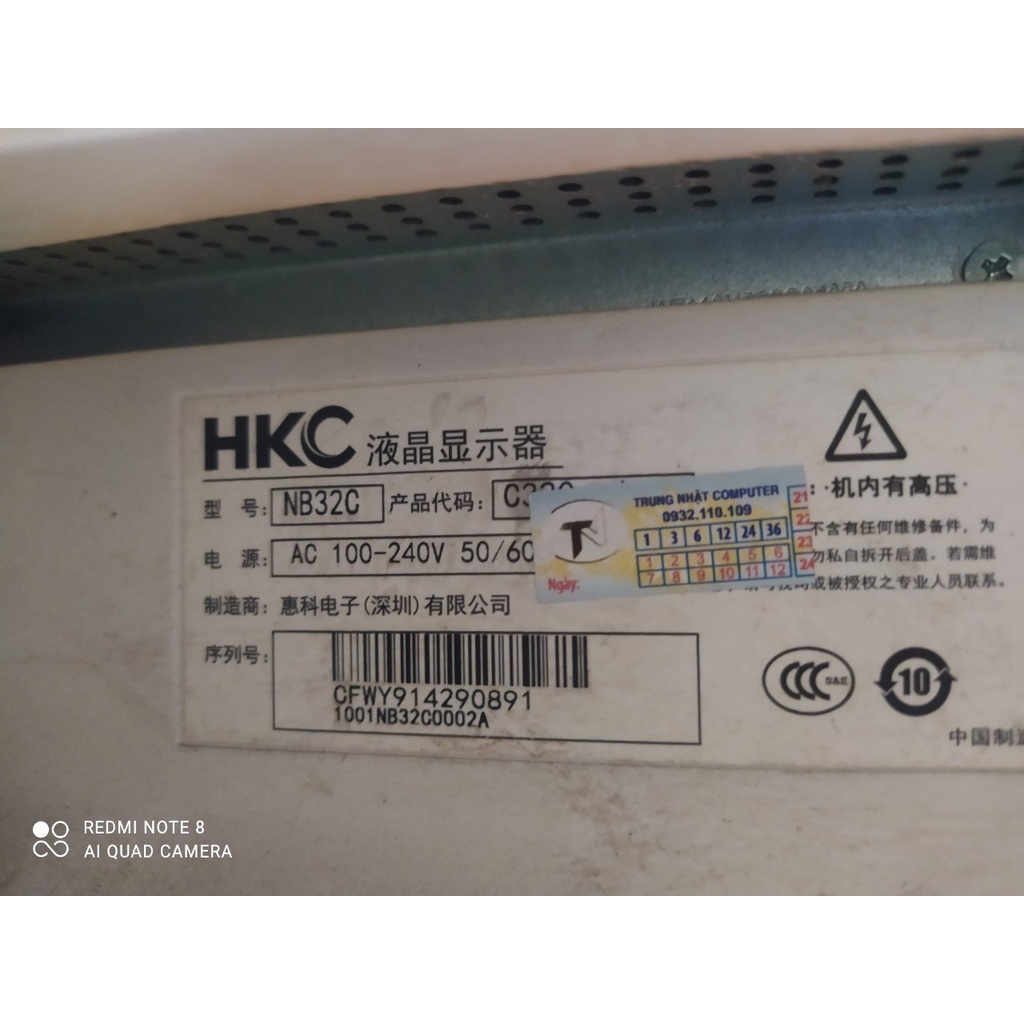 HKC 液晶显示器
型 号: NB32C 产品代码:
电 源: AC 100-240V 50/60
制造商: 惠科电子(深圳)有限公司
序列号:
CFWY914290891
1001NB32C0002A
TRUNG NHẬT COMPUTER
0932.110.109
1 3 6 12 24 36
1 2 3 4 5 6
7 8 9 10 11 12
Ngày:
21
22
23
24
机内有高压
不含有任何维修备件，为
勿私自拆开后盖。若需维
或被授权之专业人员联系。
CCC S&E
10
中国制造
REDMI NOTE 8
AI QUAD CAMERA